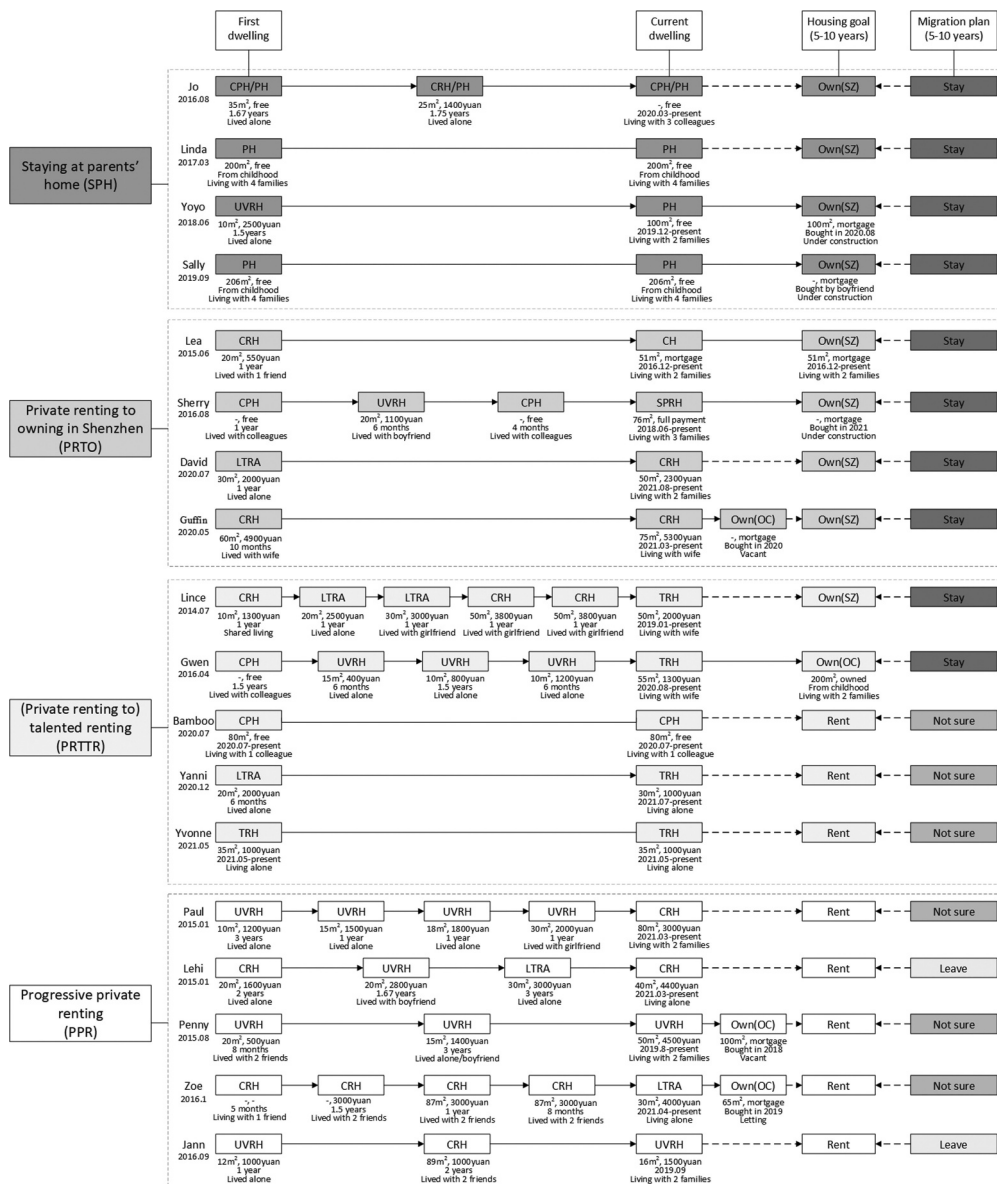 First dwelling
Current dwelling
Housing goal (5-10 years)
Migration plan (5-10 years)
Staying at parents' home (SPH)
Jo
2016.08
CPH/PH
35m², free
1.67 years
Lived alone
CRH/PH
25m², 1400yuan
1.75 years
Lived alone
CPH/PH
-, free
2020.03-present
Living with 3 colleagues
Own(SZ)
Stay
Linda
2017.03
PH
200m², free
From childhood
Living with 4 families
PH
200m², free
From childhood
Living with 4 families
Own(SZ)
Stay
Yoyo
2018.06
UVRH
10m², 2500yuan
1.5years
Lived alone
PH
100m², free
2019.12-present
Living with 2 families
Own(SZ)
100m², mortgage
Bought in 2020.08
Under construction
Stay
Sally
2019.09
PH
206m², free
From childhood
Living with 4 families
PH
206m², free
From childhood
Living with 4 families
Own(SZ)
-, mortgage
Bought by boyfriend
Under construction
Stay
Private renting to owning in Shenzhen (PRTO)
Lea
2015.06
CRH
20m², 550yuan
1 year
Lived with 1 friend
CH
51m², mortgage
2016.12-present
Living with 2 families
Own(SZ)
51m², mortgage
2016.12-present
Living with 2 families
Stay
Sherry
2016.08
CPH
-, free
1 year
Lived with colleagues
UVRH
20m², 1100yuan
6 months
Lived with boyfriend
CPH
-, free
4 months
Lived with colleagues
SPRH
76m², full payment
2018.06-present
Living with 3 families
Own(SZ)
-, mortgage
Bought in 2021
Under construction
Stay
David
2020.07
LTRA
30m², 2000yuan
1 year
Lived alone
CRH
50m², 2300yuan
2021.08-present
Living with 2 families
Own(SZ)
Stay
Guffin
2020.05
CRH
60m², 4900yuan
10 months
Lived with wife
CRH
75m², 5300yuan
2021.03-present
Living with wife
Own(OC)
-, mortgage
Bought in 2020
Vacant
Own(SZ)
Stay
(Private renting to) talented renting (PRTTR)
Lince
2014.07
CRH
10m², 1300yuan
1 year
Shared living
LTRA
20m², 2500yuan
1 year
Lived alone
LTRA
30m², 3000yuan
1 year
Lived with girlfriend
CRH
50m², 3800yuan
1 year
Lived with girlfriend
CRH
50m², 3800yuan
1 year
Lived with girlfriend
TRH
50m², 2000yuan
2019.01-present
Living with wife
Own(SZ)
Stay
Gwen
2016.04
CPH
-, free
1.5 years
Lived with colleagues
UVRH
15m², 400yuan
6 months
Lived alone
UVRH
10m², 800yuan
1.5 years
Lived alone
UVRH
10m², 1200yuan
6 months
Lived alone
TRH
55m², 1300yuan
2020.08-present
Living with wife
Own(OC)
200m², owned
From childhood
Living with 2 families
Stay
Bamboo
2020.07
CPH
80m², free
2020.07-present
Living with 1 colleague
CPH
80m², free
2020.07-present
Living with 1 colleague
Rent
Not sure
Yanni
2020.12
LTRA
20m², 2000yuan
6 months
Lived alone
TRH
30m², 1000yuan
2021.07-present
Living alone
Rent
Not sure
Yvonne
2021.05
TRH
35m², 1000yuan
2021.05-present
Living alone
TRH
35m², 1000yuan
2021.05-present
Living alone
Rent
Not sure
Progressive private renting (PPR)
Paul
2015.01
UVRH
10m², 1200yuan
3 years
Lived alone
UVRH
15m², 1500yuan
1 year
Lived alone
UVRH
18m², 1800yuan
1 year
Lived alone
UVRH
30m², 2000yuan
1 year
Lived with girlfriend
CRH
80m², 3000yuan
2021.03-present
Living with 2 families
Rent
Not sure
Lehi
2015.01
CRH
20m², 1600yuan
2 years
Lived alone
UVRH
20m², 2800yuan
1.67 years
Lived with boyfriend
LTRA
30m², 3000yuan
3 years
Lived alone
CRH
40m², 4400yuan
2021.03-present
Living alone
Rent
Leave
Penny
2015.08
UVRH
20m², 500yuan
8 months
Lived with 2 friends
UVRH
15m², 1400yuan
3 years
Lived alone/boyfriend
UVRH
50m², 4500yuan
2019.8-present
Living with 2 families
Own(OC)
100m², mortgage
Bought in 2018
Vacant
Rent
Not sure
Zoe
2016.1
CRH
-, -
5 months
Living with 1 friend
CRH
-, 3000yuan
1.5 years
Lived with 2 friends
CRH
87m², 3000yuan
1 year
Lived with 2 friends
CRH
87m², 3000yuan
8 months
Lived with 2 friends
LTRA
30m², 4000yuan
2021.04-present
Living alone
Own(OC)
65m², mortgage
Bought in 2019
Letting
Rent
Not sure
Jann
2016.09
UVRH
12m², 1000yuan
1 year
Lived alone
CRH
89m², 1000yuan
2 years
Lived with 2 friends
UVRH
16m², 1500yuan
2019.09
Living with 2 families
Rent
Leave